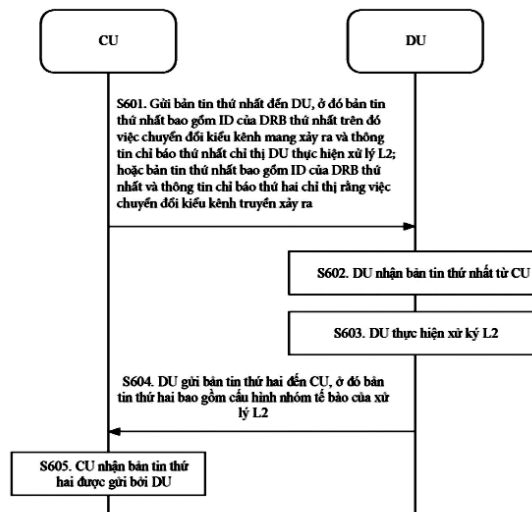 CU
DU
S601. Gửi bản tin thứ nhất đến DU, ở đó bản tin
thứ nhất bao gồm ID của DRB thứ nhất trên đó
việc chuyển đổi kiểu kênh mang xảy ra và thông
tin chỉ báo thứ nhất chỉ thị DU thực hiện xử lý L2;
hoặc bản tin thứ nhất bao gồm ID của DRB thứ
nhất và thông tin chỉ báo thứ hai chỉ thị rằng việc
chuyển đổi kiểu kênh truyền xảy ra
S602. DU nhận bản tin thứ nhất từ CU
S603. DU thực hiện xử ký L2
S604. DU gửi bản tin thứ hai đến CU, ở đó bản
tin thứ hai bao gồm cấu hình nhóm tế bào của xử
lý L2
S605. CU nhận bản tin thứ
hai được gửi bởi DU